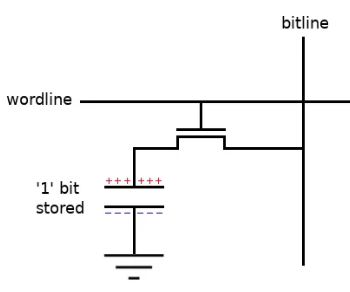 bitline
wordline
+++ +++
'1' bit
stored